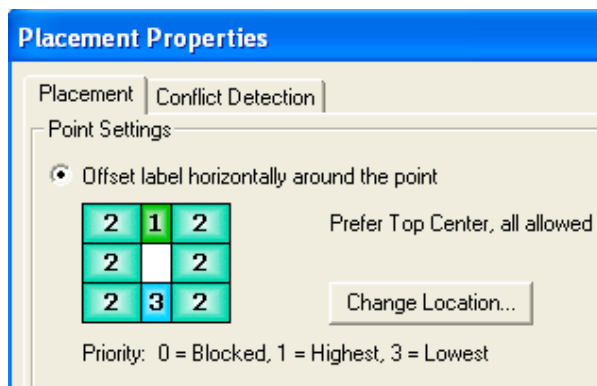 Placement Properties
Placement Conflict Detection
Point Settings
Offset label horizontally around the point
2 1 2 Prefer Top Center, all allowed
2 2
2 3 2 Change Location...
Priority: 0 = Blocked, 1 = Highest, 3 = Lowest